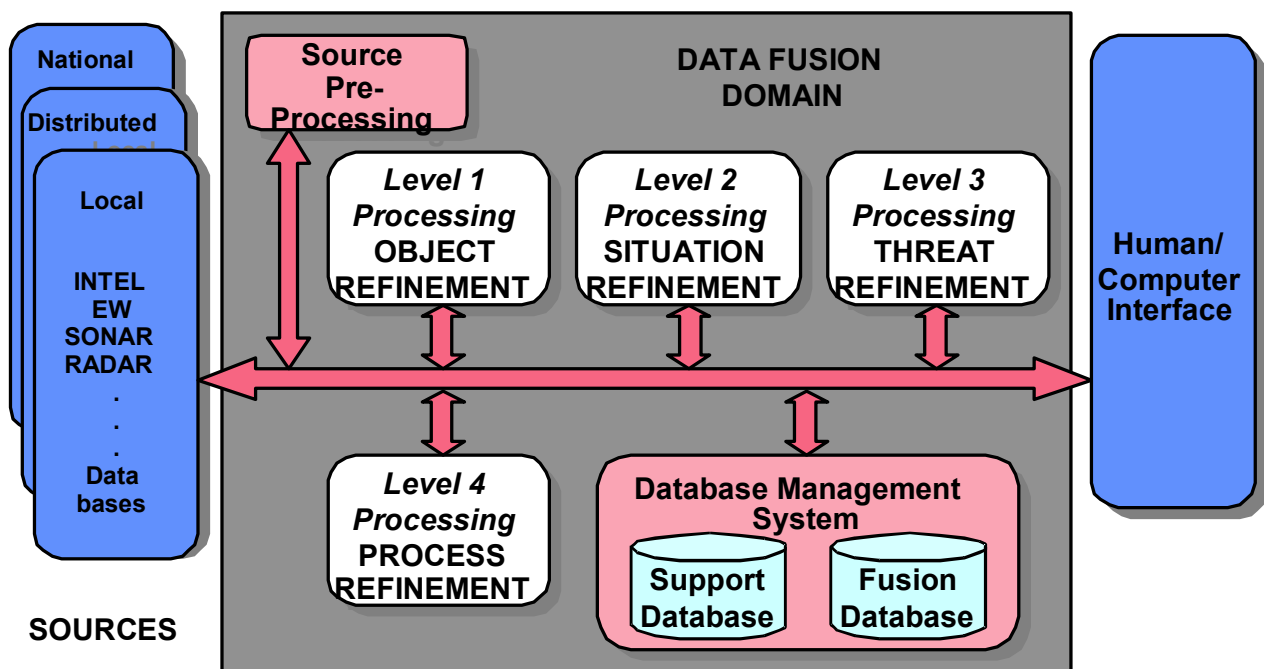 National
Distributed
Local
INTEL
EW
SONAR
RADAR
.
.
.
Data
bases
SOURCES
DATA FUSION
DOMAIN
Source
Pre-
Processing
Level 1
Processing
OBJECT
REFINEMENT
Level 2
Processing
SITUATION
REFINEMENT
Level 3
Processing
THREAT
REFINEMENT
Level 4
Processing
PROCESS
REFINEMENT
Database Management
System
Support
Database
Fusion
Database
Human/
Computer
Interface